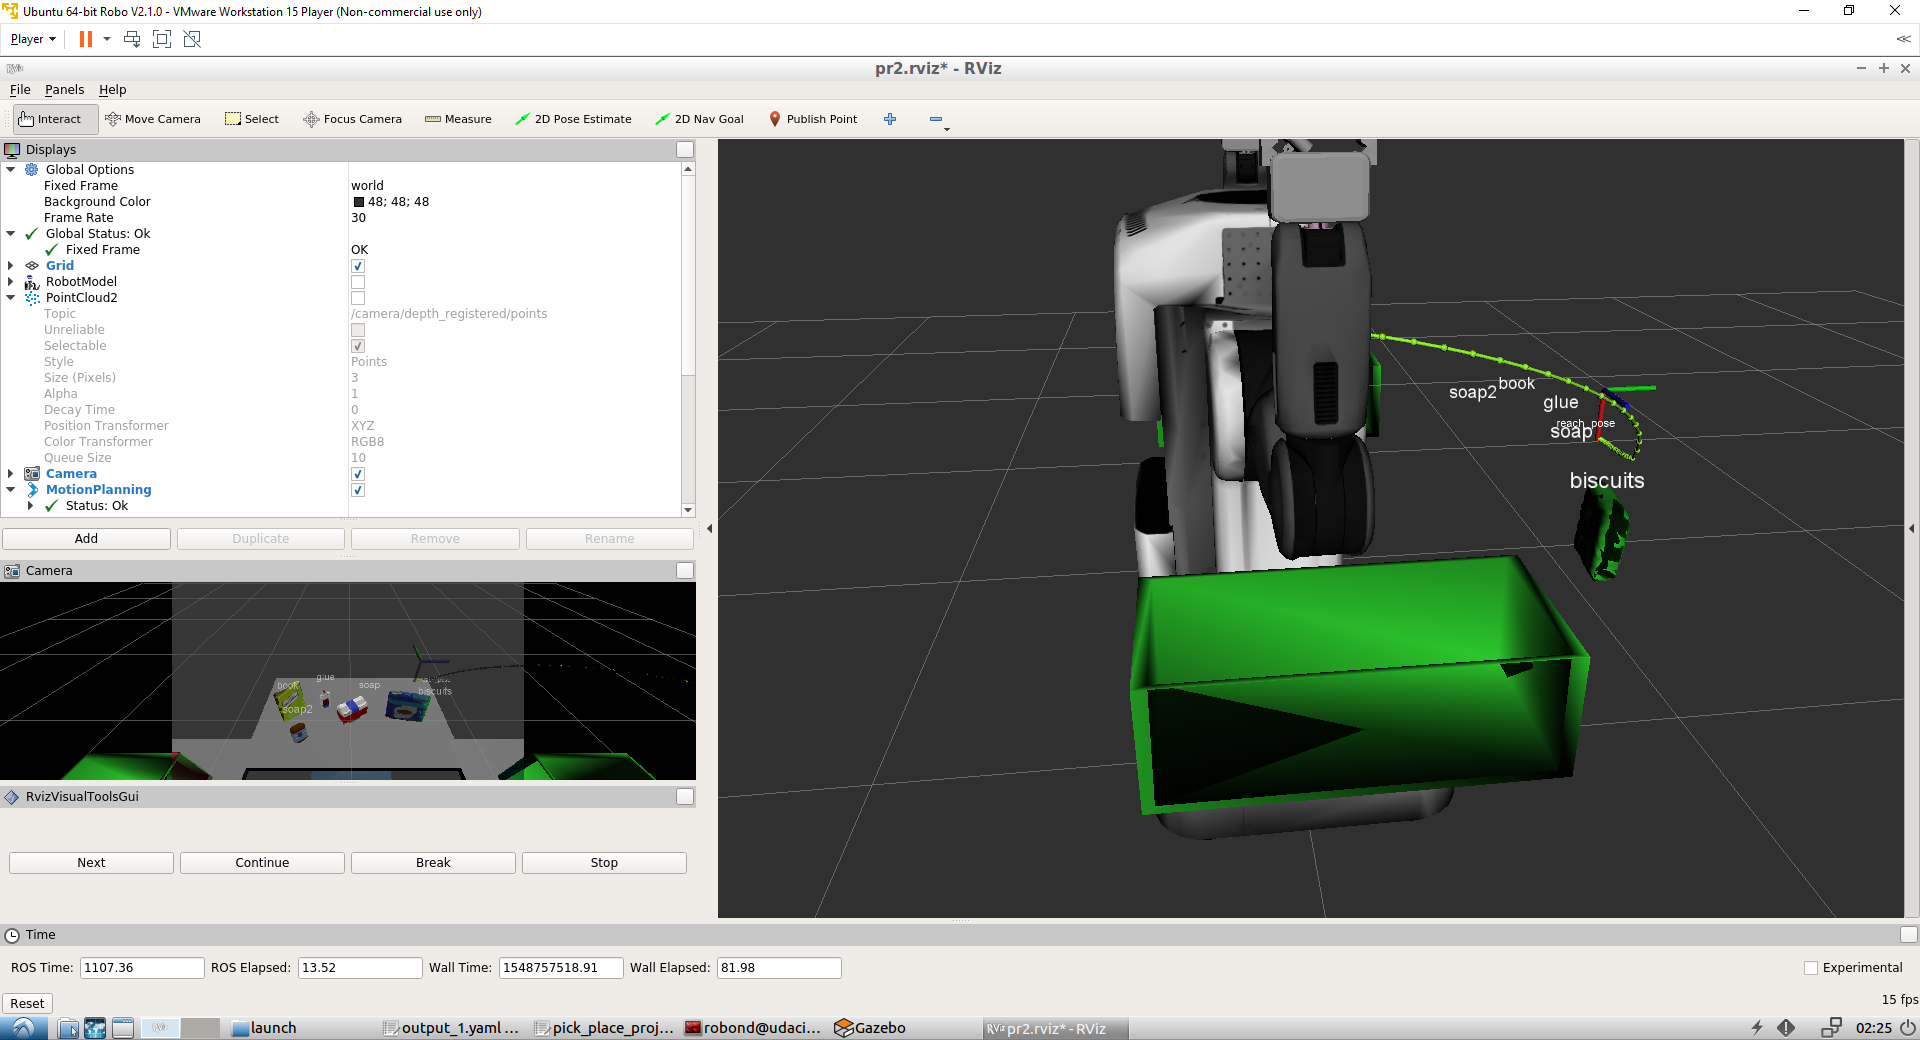 Ubuntu 64-bit Robo V2.1.0 - VMware Workstation 15 Player (Non-commercial use only)
Player
RViz
pr2.rviz* - RViz
File Panels Help
Interact Move Camera Select Focus Camera Measure 2D Pose Estimate 2D Nav Goal Publish Point
Displays
Global Options
Fixed Frame world
Background Color 48; 48; 48
Frame Rate 30
Global Status: Ok
Fixed Frame OK
Grid
RobotModel
PointCloud2
Topic /camera/depth_registered/points
Unreliable
Selectable
Style Points
Size (Pixels) 3
Alpha 1
Decay Time 0
Position Transformer XYZ
Color Transformer RGB8
Queue Size 10
Camera
MotionPlanning
Status: Ok
Add Duplicate Remove Rename
Camera
book glue soap biscuits
soap2
RvizVisualToolsGui
Next Continue Break Stop
soap2 book
glue
reach_pose
soap
biscuits
Time
ROS Time: 1107.36 ROS Elapsed: 13.52 Wall Time: 1548757518.91 Wall Elapsed: 81.98 Experimental
Reset 15 fps
launch output_1.yaml ... pick_place_proj... robond@udaci... Gazebo RViz pr2.rviz* - RViz 02:25